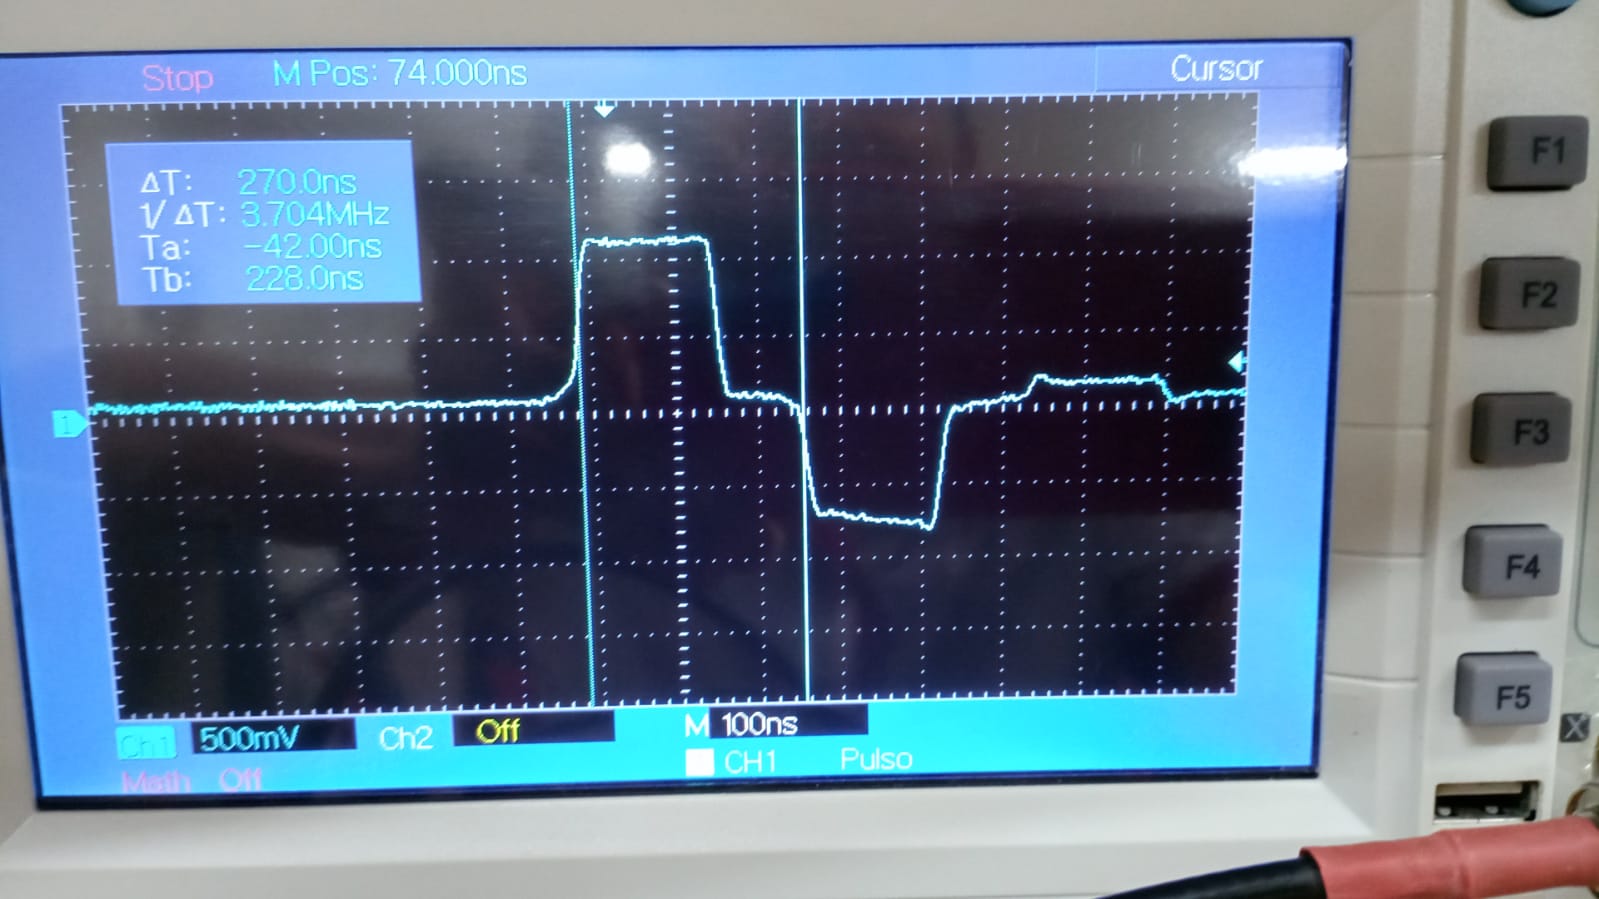 Stop M Pos: 74.000ns Cursor
ΔT: 270.0ns
1/ΔT: 3.704MHz
Ta: -42.00ns
Tb: 228.0ns
1
Ch1 500mV Ch2 Off M 100ns
CH1 Pulso
Math Off
F1
F2
F3
F4
F5
X